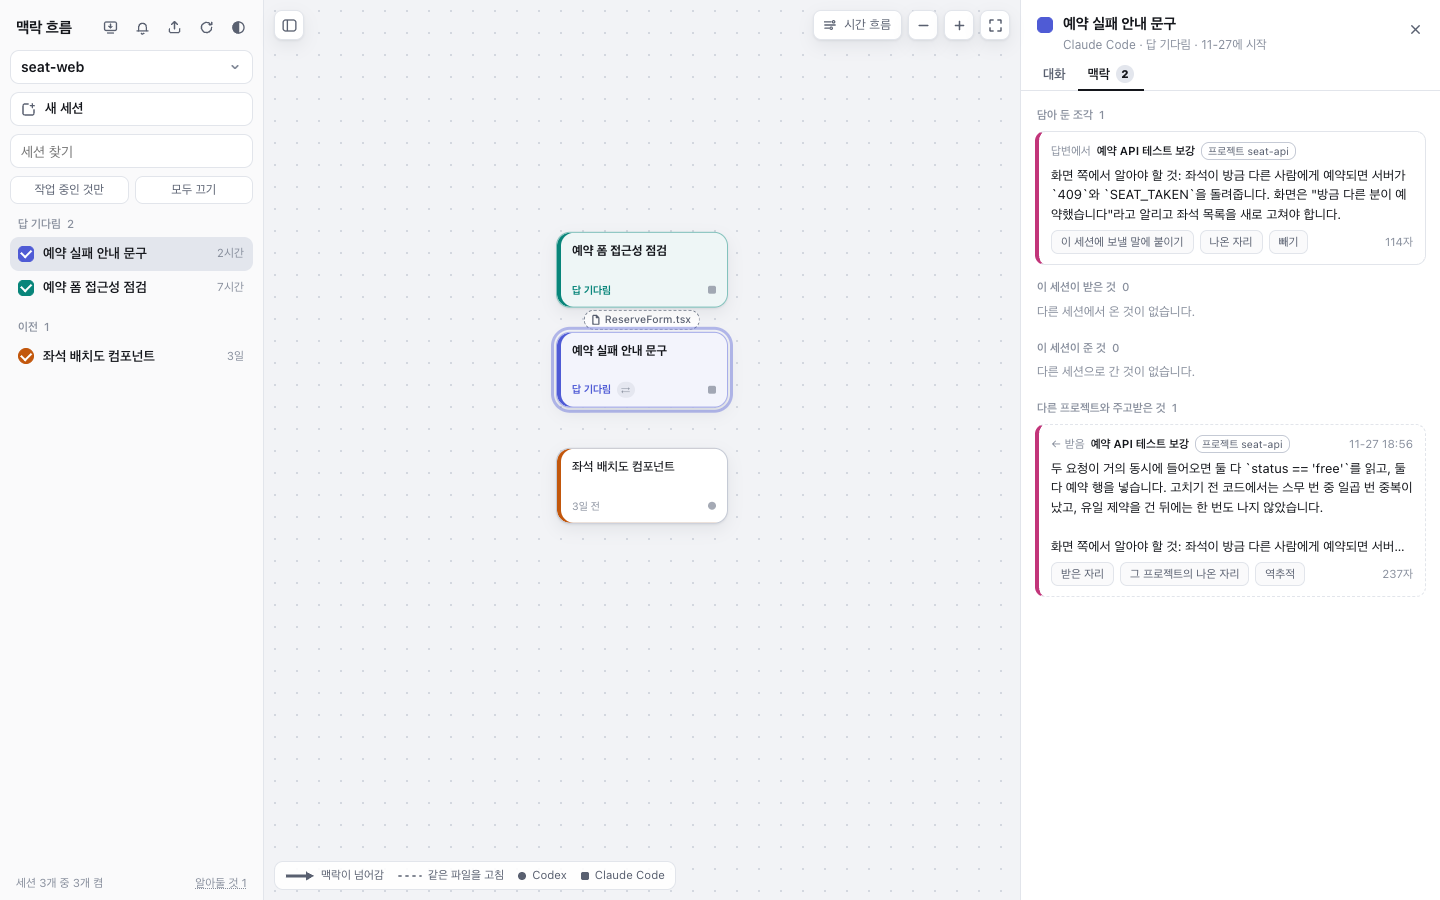 맥락 흐름
seat-web
새 세션
세션 찾기
작업 중인 것만
모두 끄기
답 기다림 2
예약 실패 안내 문구 2시간
예약 폼 접근성 점검 7시간
이전 1
좌석 배치도 컴포넌트 3일
세션 3개 중 3개 켬
알아둘 것 1
시간 흐름
예약 폼 접근성 점검
답 기다림
ReserveForm.tsx
예약 실패 안내 문구
답 기다림
좌석 배치도 컴포넌트
3일 전
맥락이 넘어감
같은 파일을 고침
Codex
Claude Code
예약 실패 안내 문구
Claude Code · 답 기다림 · 11-27에 시작
대화
맥락 2
담아 둔 조각 1
답변에서 예약 API 테스트 보강 프로젝트 seat-api
화면 쪽에서 알아야 할 것: 좌석이 방금 다른 사람에게 예약되면 서버가
`409`와 `SEAT_TAKEN`을 돌려줍니다. 화면은 "방금 다른 분이 예
약했습니다"라고 알리고 좌석 목록을 새로 고쳐야 합니다.
이 세션에 보낼 말에 붙이기
나온 자리
빼기
114자
이 세션이 받은 것 0
다른 세션에서 온 것이 없습니다.
이 세션이 준 것 0
다른 세션으로 간 것이 없습니다.
다른 프로젝트와 주고받은 것 1
← 받음 예약 API 테스트 보강 프로젝트 seat-api 11-27 18:56
두 요청이 거의 동시에 들어오면 둘 다 `status == 'free'`를 읽고, 둘
다 예약 행을 넣습니다. 고치기 전 코드에서는 스무 번 중 일곱 번 중복이
났고, 유일 제약을 건 뒤에는 한 번도 나지 않았습니다.
화면 쪽에서 알아야 할 것: 좌석이 방금 다른 사람에게 예약되면 서버...
받은 자리
그 프로젝트의 나온 자리
역추적
237자